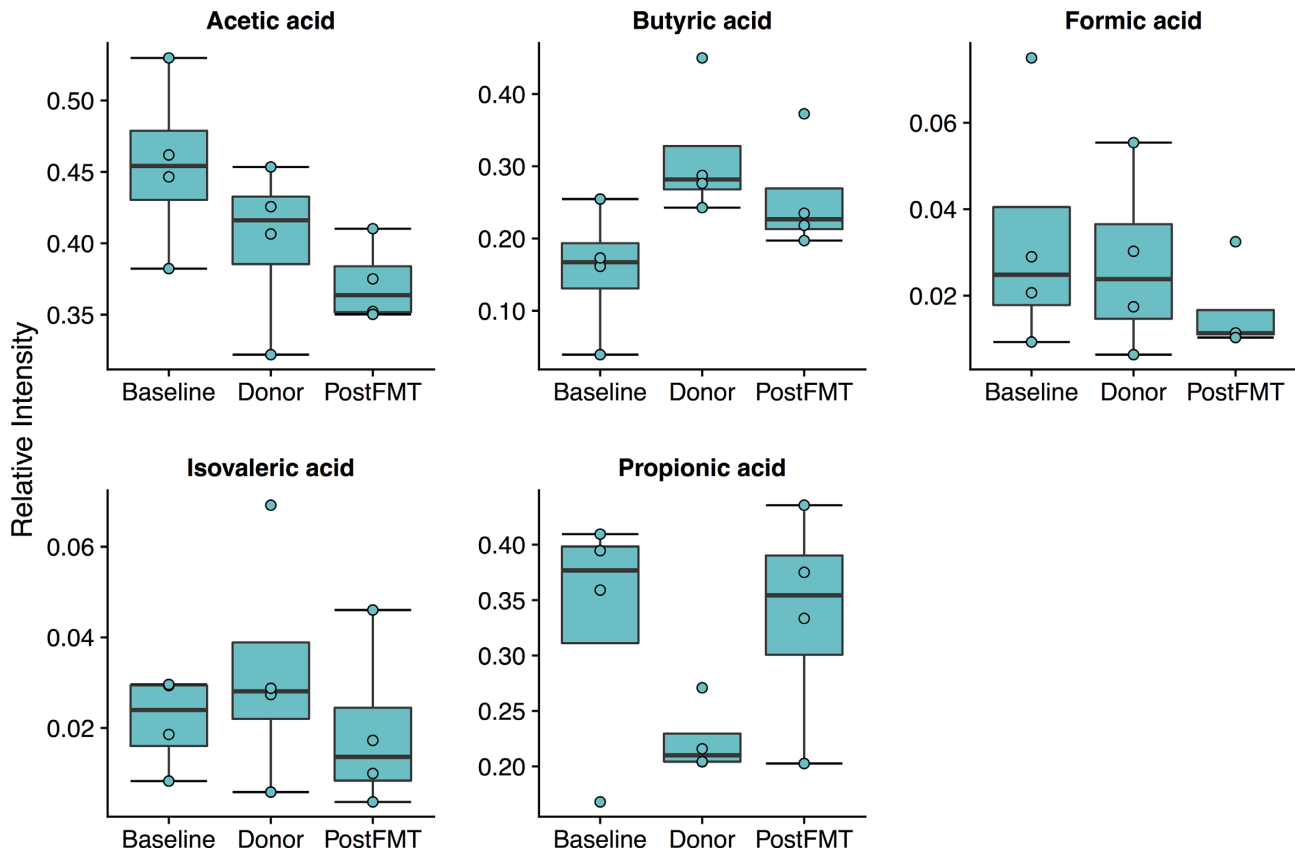 Acetic acid
Butyric acid
Formic acid
0.50
0.45
0.40
0.35
0.40
0.30
0.20
0.10
0.06
0.04
0.02
Baseline Donor PostFMT
Baseline Donor PostFMT
Baseline Donor PostFMT
Relative Intensity
Isovaleric acid
Propionic acid
0.06
0.04
0.02
0.40
0.35
0.30
0.25
0.20
Baseline Donor PostFMT
Baseline Donor PostFMT